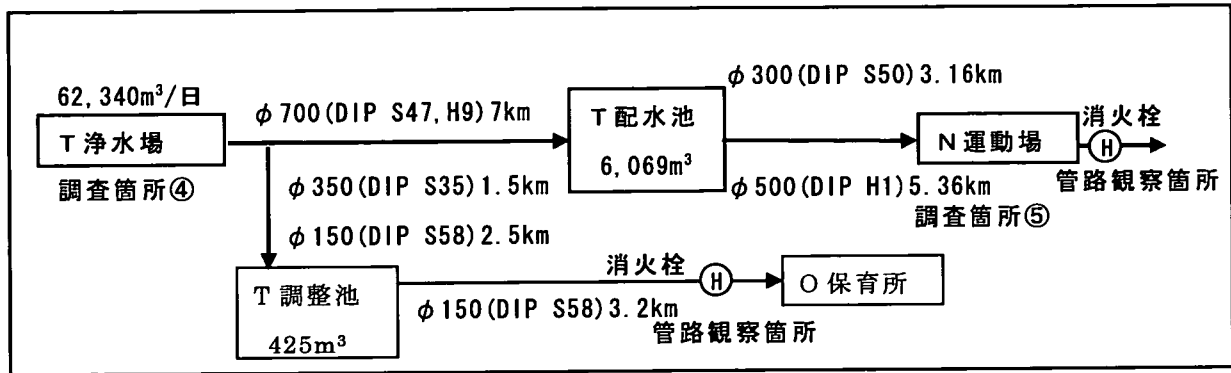 62,340m³/日
T浄水場
調査箇所④
φ700(DIP S47,H9)7km
φ350(DIP S35)1.5km
φ150(DIP S58)2.5km
T配水池
6,069m³
φ300(DIP S50)3.16km
φ500(DIP H1)5.36km
N運動場
調査箇所⑤
消火栓
H
管路観察箇所
T調整池
425m³
φ150(DIP S58)3.2km
消火栓
H
管路観察箇所
O保育所